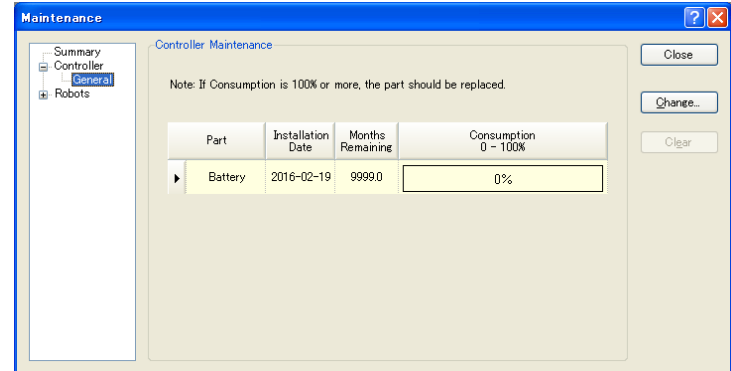 Maintenance
Summary
Controller
General
Robots
Controller Maintenance
Note: If Consumption is 100% or more, the part should be replaced.
Part
Installation
Date
Months
Remaining
Consumption
0 - 100%
Battery
2016-02-19
9999.0
0%
Close
Change...
Clear